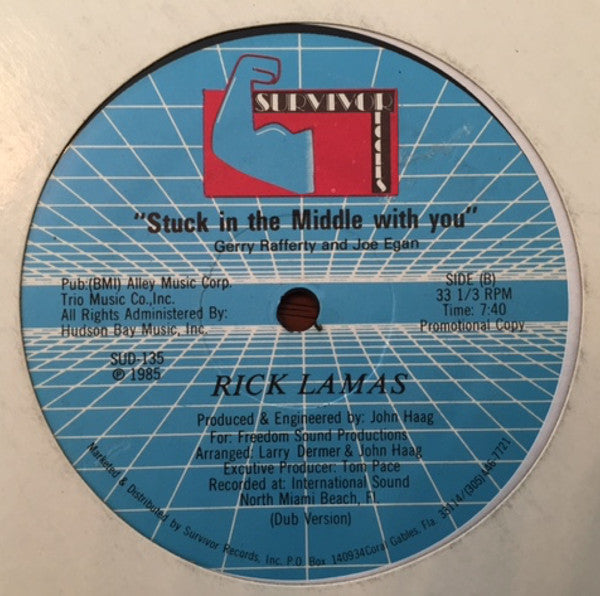 SURVIVOR
RECORDS
"Stuck in the Middle with you"
Gerry Rafferty and Joe Egan
Pub:(BMI) Alley Music Corp.
Trio Music Co.,Inc.
All Rights Administered By:
Hudson Bay Music, Inc.
SUD-135
℗ 1985
SIDE (B)
33 1/3 RPM
Time: 7:40
Promotional Copy
RICK LAMAS
Produced & Engineered by: John Haag
For: Freedom Sound Productions
Arranged: Larry Dermer & John Haag
Excutive Producer: Tom Pace
Recorded at: International Sound
North Miami Beach, Fl.
(Dub Version)
Marketed & Distributed by Survivor Records, Inc. P.O. Box 140934Coral Gables, Fla. 35114/(305)446-7721